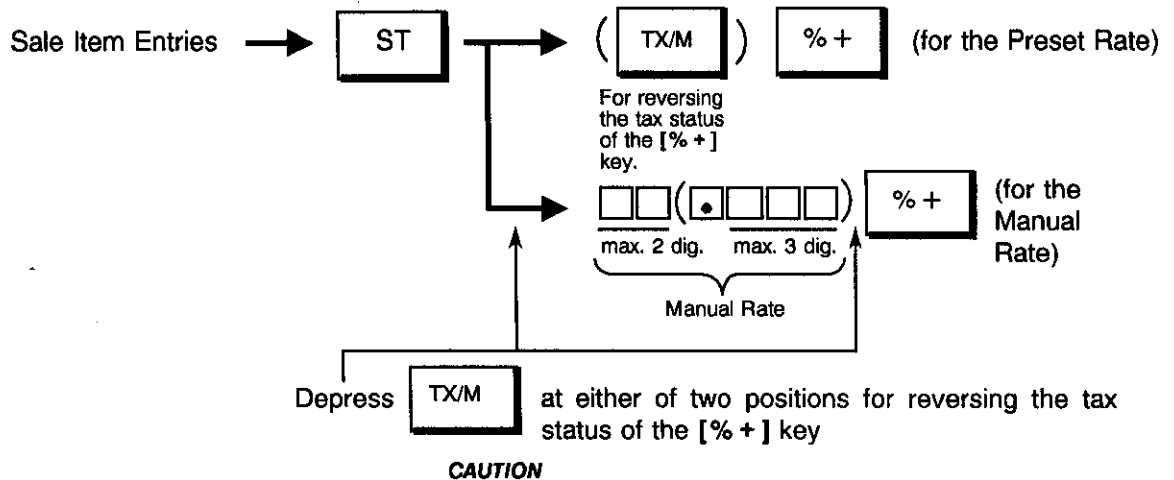 Sale Item Entries ST ( TX/M ) % + (for the Preset Rate)
For reversing
the tax status
of the [% + ]
key.
( . ) % + (for the
Manual
Rate)
max. 2 dig. max. 3 dig.
Manual Rate
Depress TX/M at either of two positions for reversing the tax
status of the [% + ] key
CAUTION